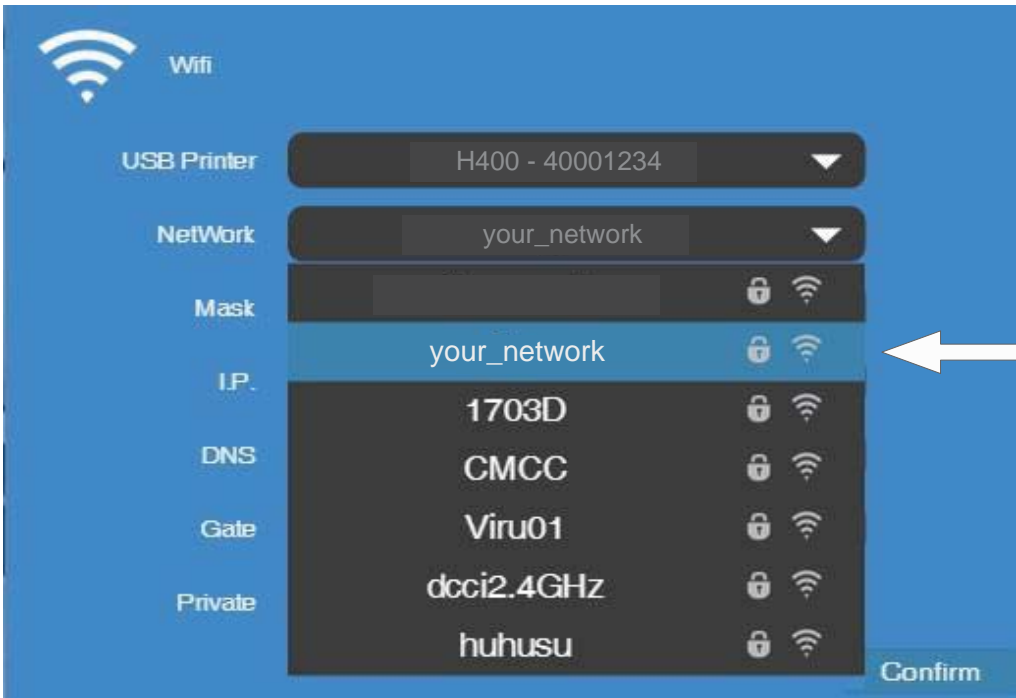 Wifi
USB Printer H400 - 40001234
NetWork your_network
Mask
your_network
I.P.
1703D
DNS CMCC
Gate Viru01
Private dcci2.4GHz
huhusu
Confirm